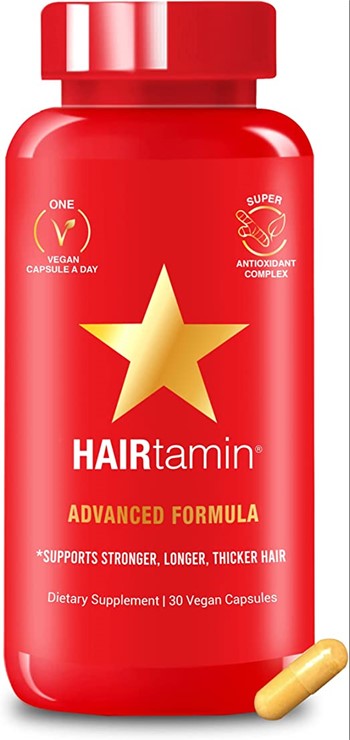 ONE
VEGAN
CAPSULE A DAY
SUPER
ANTIOXIDANT
COMPLEX
HAIRtamin®
ADVANCED FORMULA
*SUPPORTS STRONGER, LONGER, THICKER HAIR
Dietary Supplement | 30 Vegan Capsules